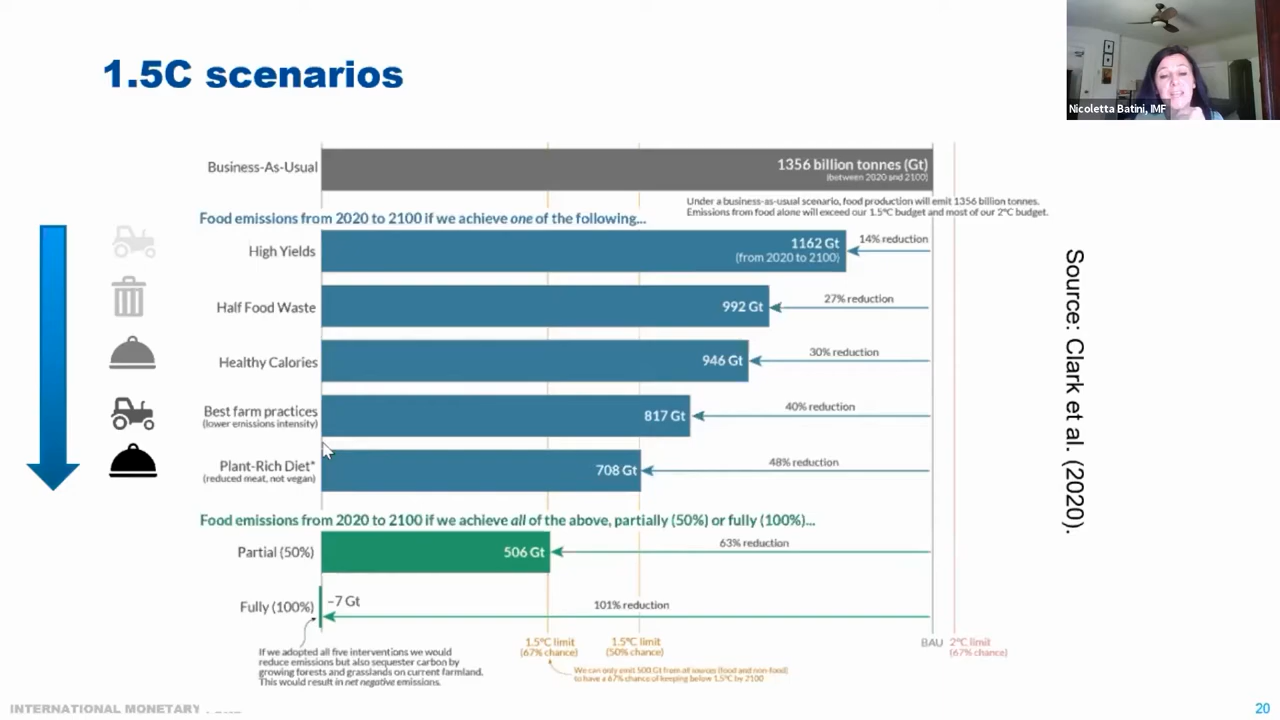 1.5C scenarios
Nicoletta Batini, IMF
Business-As-Usual
1356 billion tonnes (Gt)
(between 2020 and 2100)
Under a business-as-usual scenario, food production will emit 1356 billion tonnes.
Emissions from food alone will exceed our 1.5°C budget and most of our 2°C budget.
Food emissions from 2020 to 2100 if we achieve one of the following...
High Yields
1162 Gt
(from 2020 to 2100)
14% reduction
Half Food Waste
992 Gt
27% reduction
Healthy Calories
946 Gt
30% reduction
Best farm practices
(lower emissions intensity)
817 Gt
40% reduction
Plant-Rich Diet*
(reduced meat, not vegan)
708 Gt
48% reduction
Food emissions from 2020 to 2100 if we achieve all of the above, partially (50%) or fully (100%)...
Partial (50%)
506 Gt
63% reduction
Fully (100%)
-7 Gt
101% reduction
If we adopted all five interventions we would
reduce emissions but also sequester carbon by
growing forests and grasslands on current farmland.
This would result in net negative emissions.
1.5°C limit
(67% chance)
1.5°C limit
(50% chance)
BAU
2°C limit
(67% chance)
We can only emit 500 Gt from all sources (food and non-food)
to have a 67% chance of keeping below 1.5°C by 2100
Source: Clark et al. (2020).
INTERNATIONAL MONETARY
20